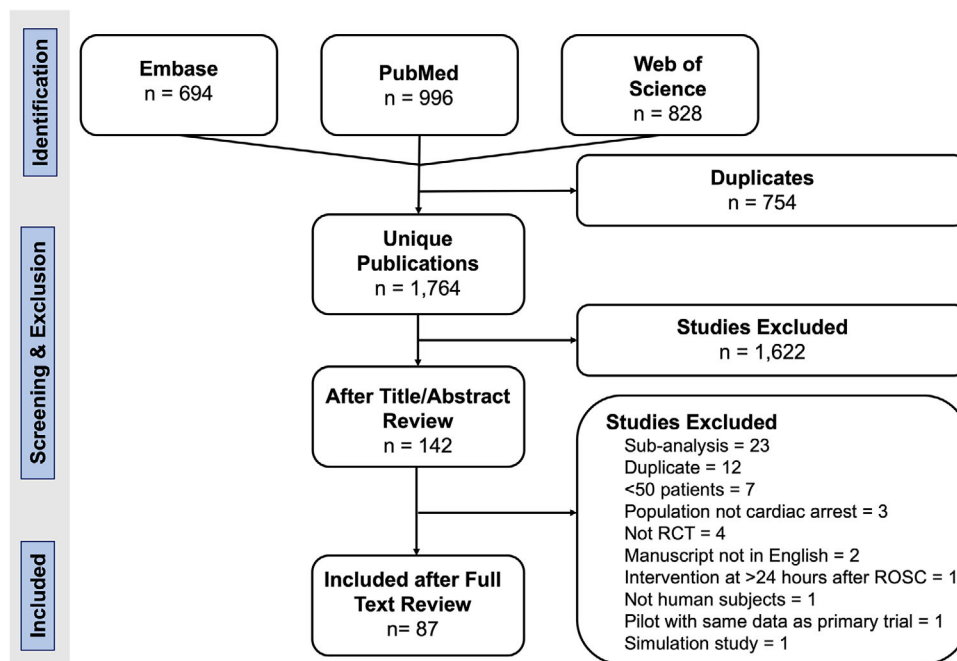 Identification
Embase
n = 694
PubMed
n = 996
Web of
Science
n = 828
Duplicates
n = 754
Screening & Exclusion
Unique
Publications
n = 1,764
Studies Excluded
n = 1,622
After Title/Abstract
Review
n = 142
Studies Excluded
Sub-analysis = 23
Duplicate = 12
<50 patients = 7
Population not cardiac arrest = 3
Not RCT = 4
Manuscript not in English = 2
Intervention at >24 hours after ROSC = 1
Not human subjects = 1
Pilot with same data as primary trial = 1
Simulation study = 1
Included
Included after Full
Text Review
n= 87